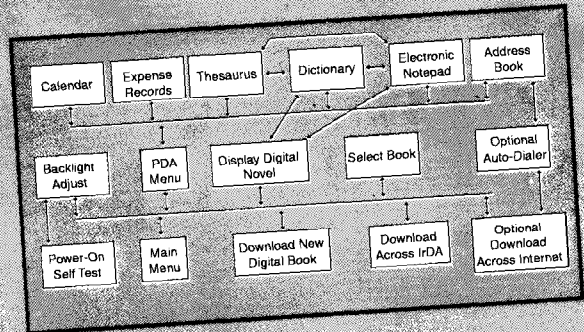 Calendar
Expense
Records
Thesaurus
Dictionary
Electronic
Notepad
Address
Book
Backlight
Adjust
PDA
Menu
Display Digital
Novel
Select Book
Optional
Auto-Dialer
Power-On
Self Test
Main
Menu
Download New
Digital Book
Download
Across IrDA
Optional
Download
Across Internet